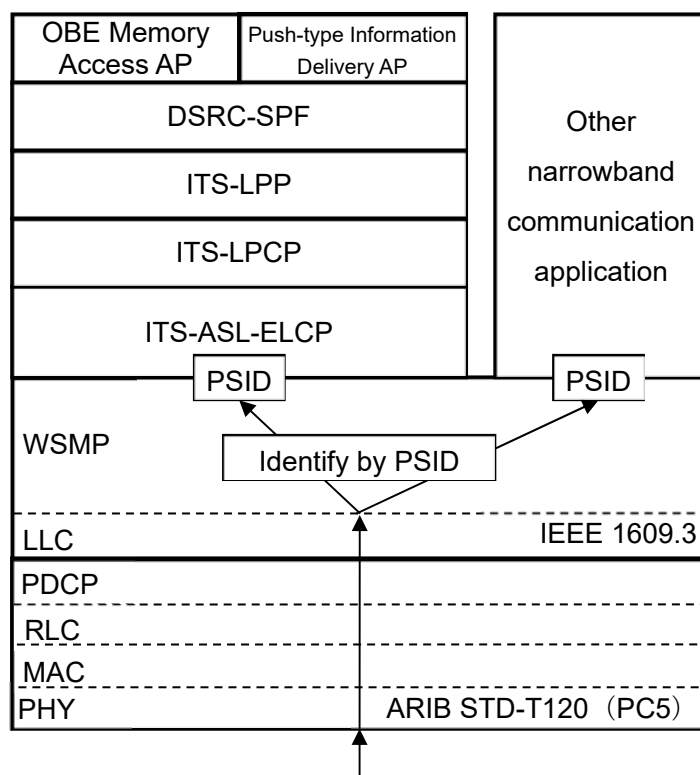 OBE Memory
Access AP
Push-type Information
Delivery AP
DSRC-SPF
ITS-LPP
ITS-LPCP
ITS-ASL-ELCP
Other
narrowband
communication
application
PSID
PSID
WSMP
Identify by PSID
LLC
IEEE 1609.3
PDCP
RLC
MAC
PHY
ARIB STD-T120（PC5）